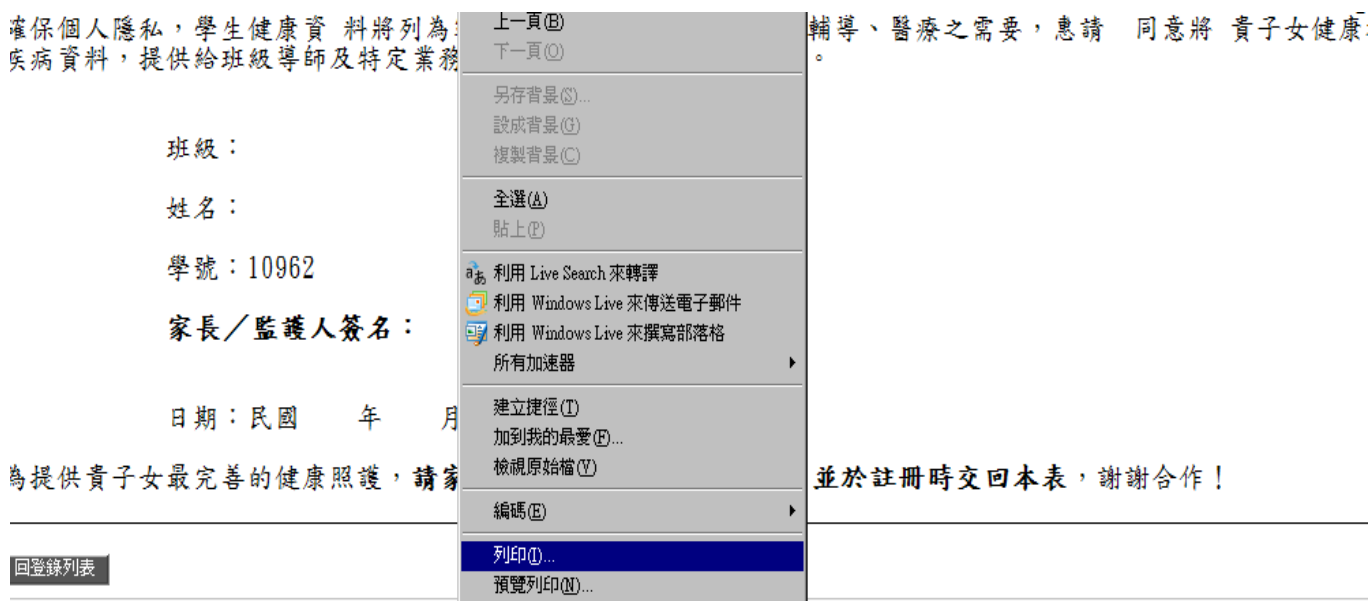 確保個人隱私，學生健康資 料將列為
輔導、醫療之需要，惠請 同意將 貴子女健康
疾病資料，提供給班級導師及特定業務
。
班級：
姓名：
學號：10962
家長／監護人簽名：
日期：民國 年 月
為提供貴子女最完善的健康照護，請家
並於註冊時交回本表，謝謝合作！
回登錄列表
上一頁(B)
下一頁(O)
另存背景(S)...
設成背景(G)
複製背景(C)
全選(A)
貼上(P)
利用 Live Search 來轉譯
利用 Windows Live 來傳送電子郵件
利用 Windows Live 來撰寫部落格
所有加速器
建立捷徑(T)
加到我的最愛(F)...
檢視原始檔(V)
編碼(E)
列印(I)...
預覽列印(N)...